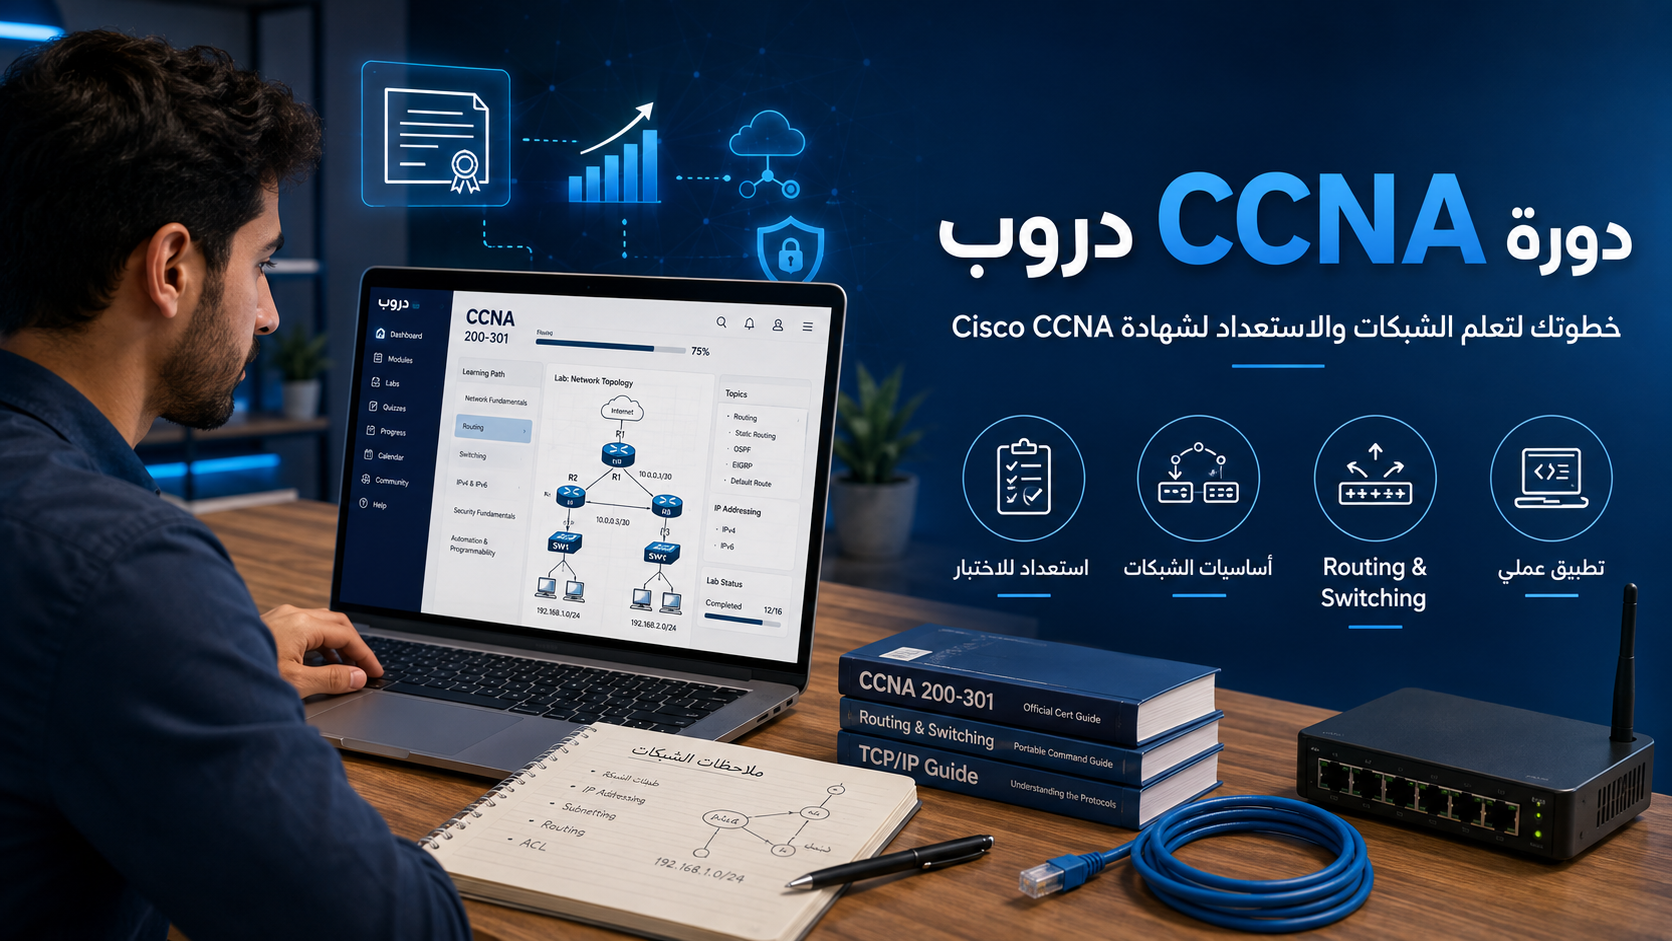 دورة CCNA دروب
خطوتك لتعلم الشبكات والاستعداد لشهادة Cisco CCNA
تطبيق عملي
Routing &
Switching
أساسيات الشبكات
استعداد للاختبار
دروب
Dashboard
Modules
Labs
Quizzes
Progress
Calendar
Community
Help
CCNA
200-301
75%
Learning Path
Network Fundamentals
Routing
Switching
IPv4 & IPv6
Security Fundamentals
Automation &
Programmability
Lab: Network Topology
Internet
R1
R2
R1
10.0.0.1/30
10.0.0.3/30
SW1
192.168.1.0/24
192.168.2.0/24
Topics
Routing
Static Routing
OSPF
EIGRP
Default Route
IP Addressing
IPv4
IPv6
Lab Status
Completed 12/16
CCNA 200-301 Official Cert Guide
Routing & Switching Portable Command Guide
TCP/IP Guide Understanding the Protocols
ملاحظات الشبكات
IP Addressing
Subnetting
Routing
ACL
192.168.1.0/24